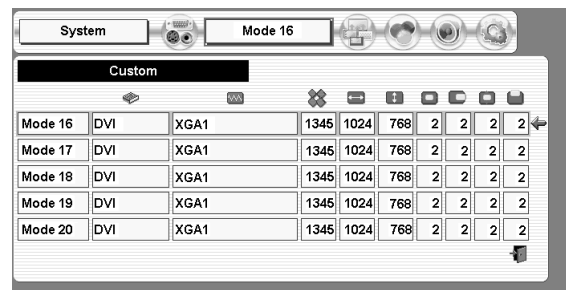 System Mode 16
Custom
Mode 16 DVI XGA1 1345 1024 768 2 2 2 2
Mode 17 DVI XGA1 1345 1024 768 2 2 2 2
Mode 18 DVI XGA1 1345 1024 768 2 2 2 2
Mode 19 DVI XGA1 1345 1024 768 2 2 2 2
Mode 20 DVI XGA1 1345 1024 768 2 2 2 2